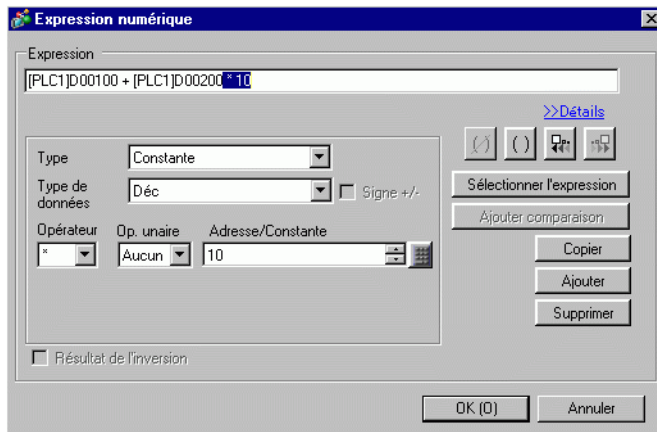 Expression numérique
Expression
[PLC1]D00100 + [PLC1]D00200 * 10
>>Détails
( )
Type
Constante
Type de données
Déc
Signe +/-
Sélectionner l'expression
Ajouter comparaison
Opérateur
Op. unaire
Adresse/Constante
*
Aucun
10
Copier
Ajouter
Supprimer
Résultat de l'inversion
OK (O)
Annuler